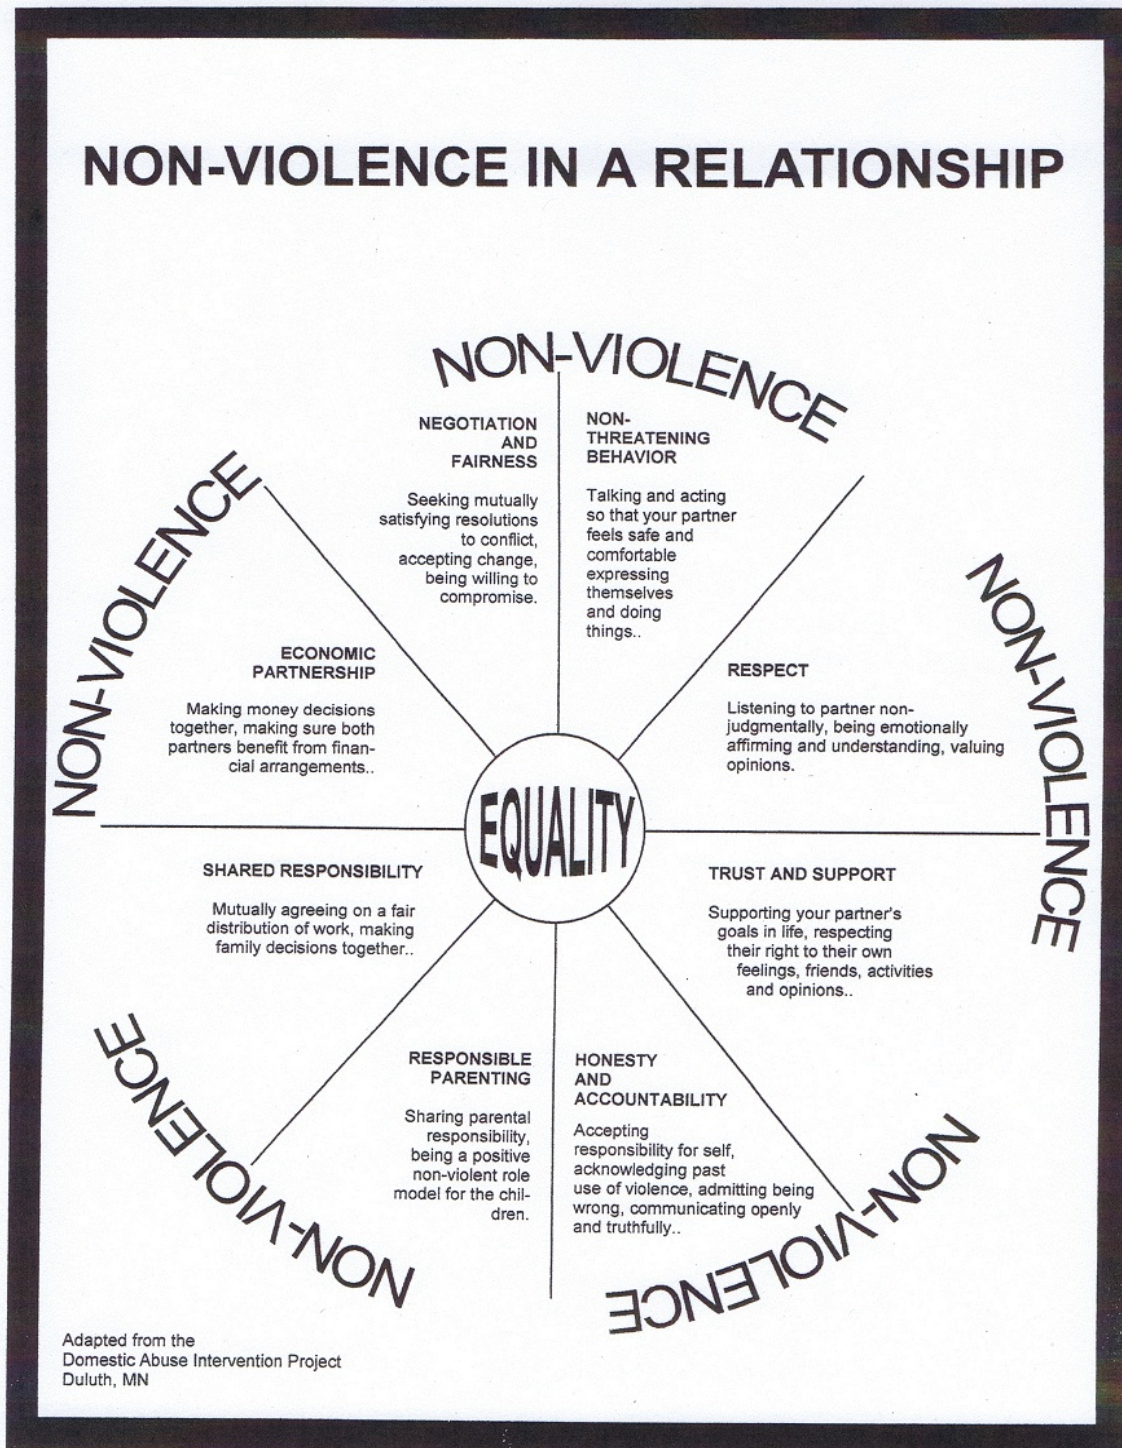 NON-VIOLENCE IN A RELATIONSHIP
NON-VIOLENCE
NEGOTIATION
AND
FAIRNESS
Seeking mutually
satisfying resolutions
to conflict,
accepting change,
being willing to
compromise.
NON-
THREATENING
BEHAVIOR
Talking and acting
so that your partner
feels safe and
comfortable
expressing
themselves
and doing
things..
NON-VIOLENCE
RESPECT
Listening to partner non-
judgmentally, being emotionally
affirming and understanding, valuing
opinions.
TRUST AND SUPPORT
Supporting your partner's
goals in life, respecting
their right to their own
feelings, friends, activities
and opinions..
NON-VIOLENCE
HONESTY
AND
ACCOUNTABILITY
Accepting
responsibility for self,
acknowledging past
use of violence, admitting being
wrong, communicating openly
and truthfully..
RESPONSIBLE
PARENTING
Sharing parental
responsibility,
being a positive
non-violent role
model for the chil-
dren.
NON-VIOLENCE
SHARED RESPONSIBILITY
Mutually agreeing on a fair
distribution of work, making
family decisions together..
NON-VIOLENCE
ECONOMIC
PARTNERSHIP
Making money decisions
together, making sure both
partners benefit from finan-
cial arrangements..
EQUALITY
Adapted from the
Domestic Abuse Intervention Project
Duluth, MN